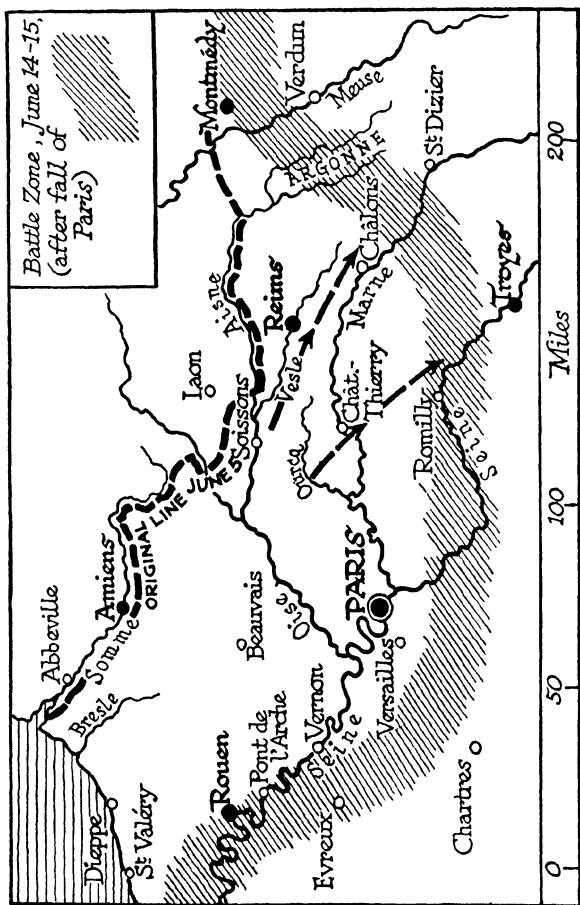 Battle Zone, June 14-15,
(after fall of
Paris)
Dieppe
St Valéry
Bresle
Abbeville
Somme
Amiens
ORIGINAL LINE JUNE 5
Laon
Soissons
Aisne
Montmédy
Verdun
Meuse
ARGONNE
Reims
Vesle
Châlons
Marne
St Dizier
Rouen
Pont de
l'Arche
Vernon
Seine
Beauvais
Oise
Ourcq
Chât.-
Thierry
Evreux
Versailles
PARIS
Romilly
Seine
Troyes
Chartres
0
50
100
Miles
200